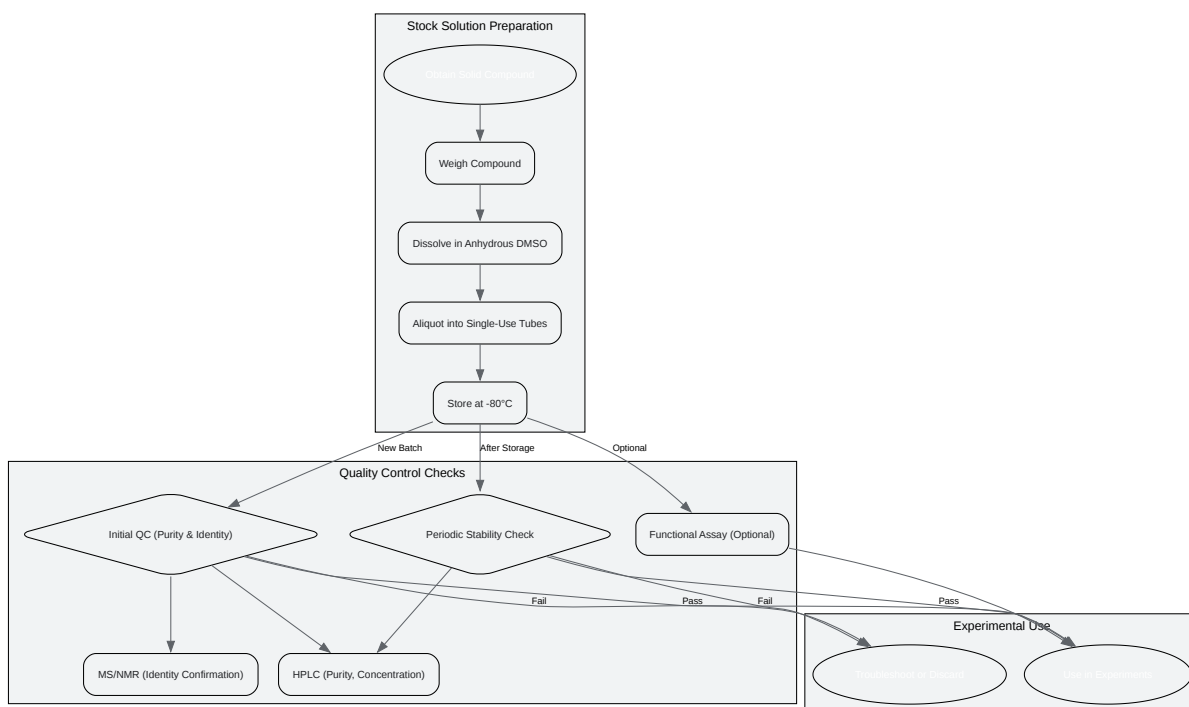 Stock Solution Preparation
Obtain Solid Compound
Weigh Compound
Dissolve in Anhydrous DMSO
Aliquot into Single-Use Tubes
Store at -80°C
New Batch
After Storage
Optional
Quality Control Checks
Initial QC (Purity & Identity)
Periodic Stability Check
Functional Assay (Optional)
Fail
Pass
Fail
Pass
Experimental Use
MS/NMR (Identity Confirmation)
HPLC (Purity, Concentration)
Troubleshoot or Discard
Use in Experiments